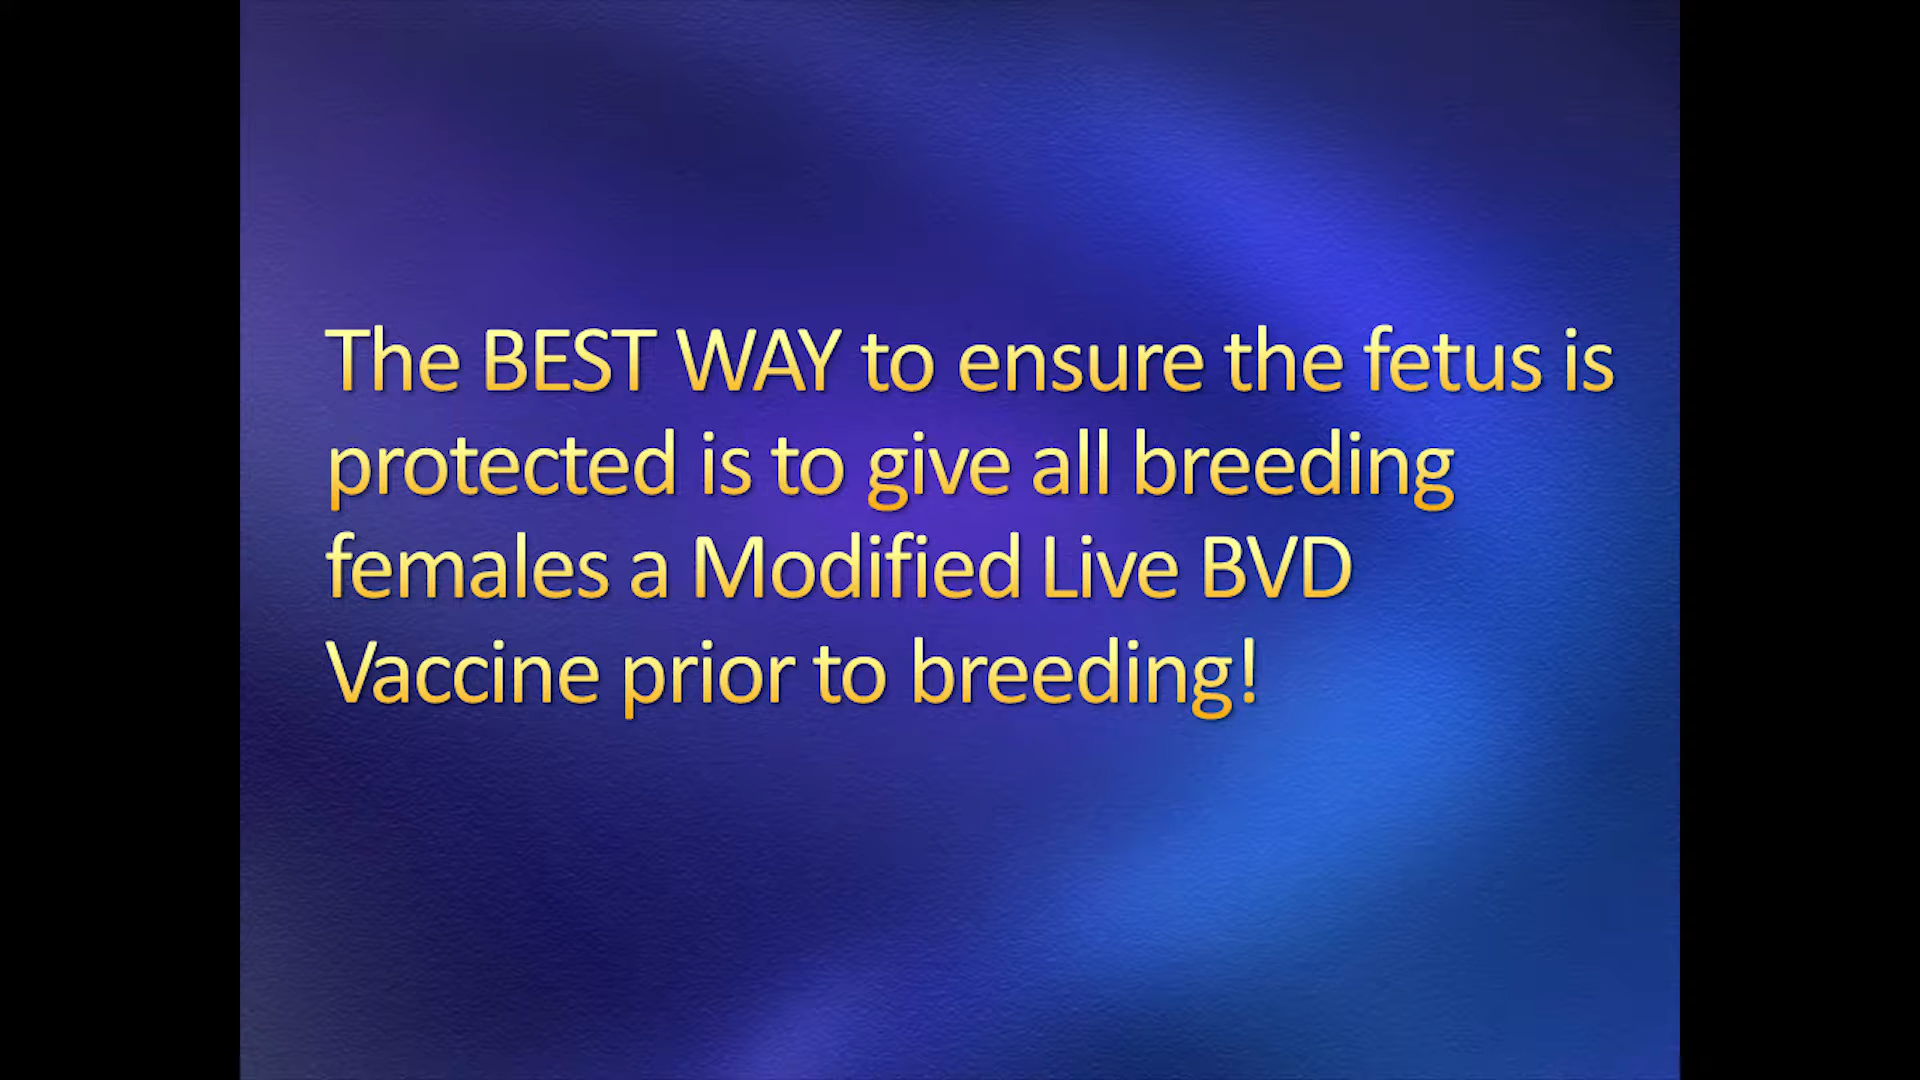 The BEST WAY to ensure the fetus is
protected is to give all breeding
females a Modified Live BVD
Vaccine prior to breeding!